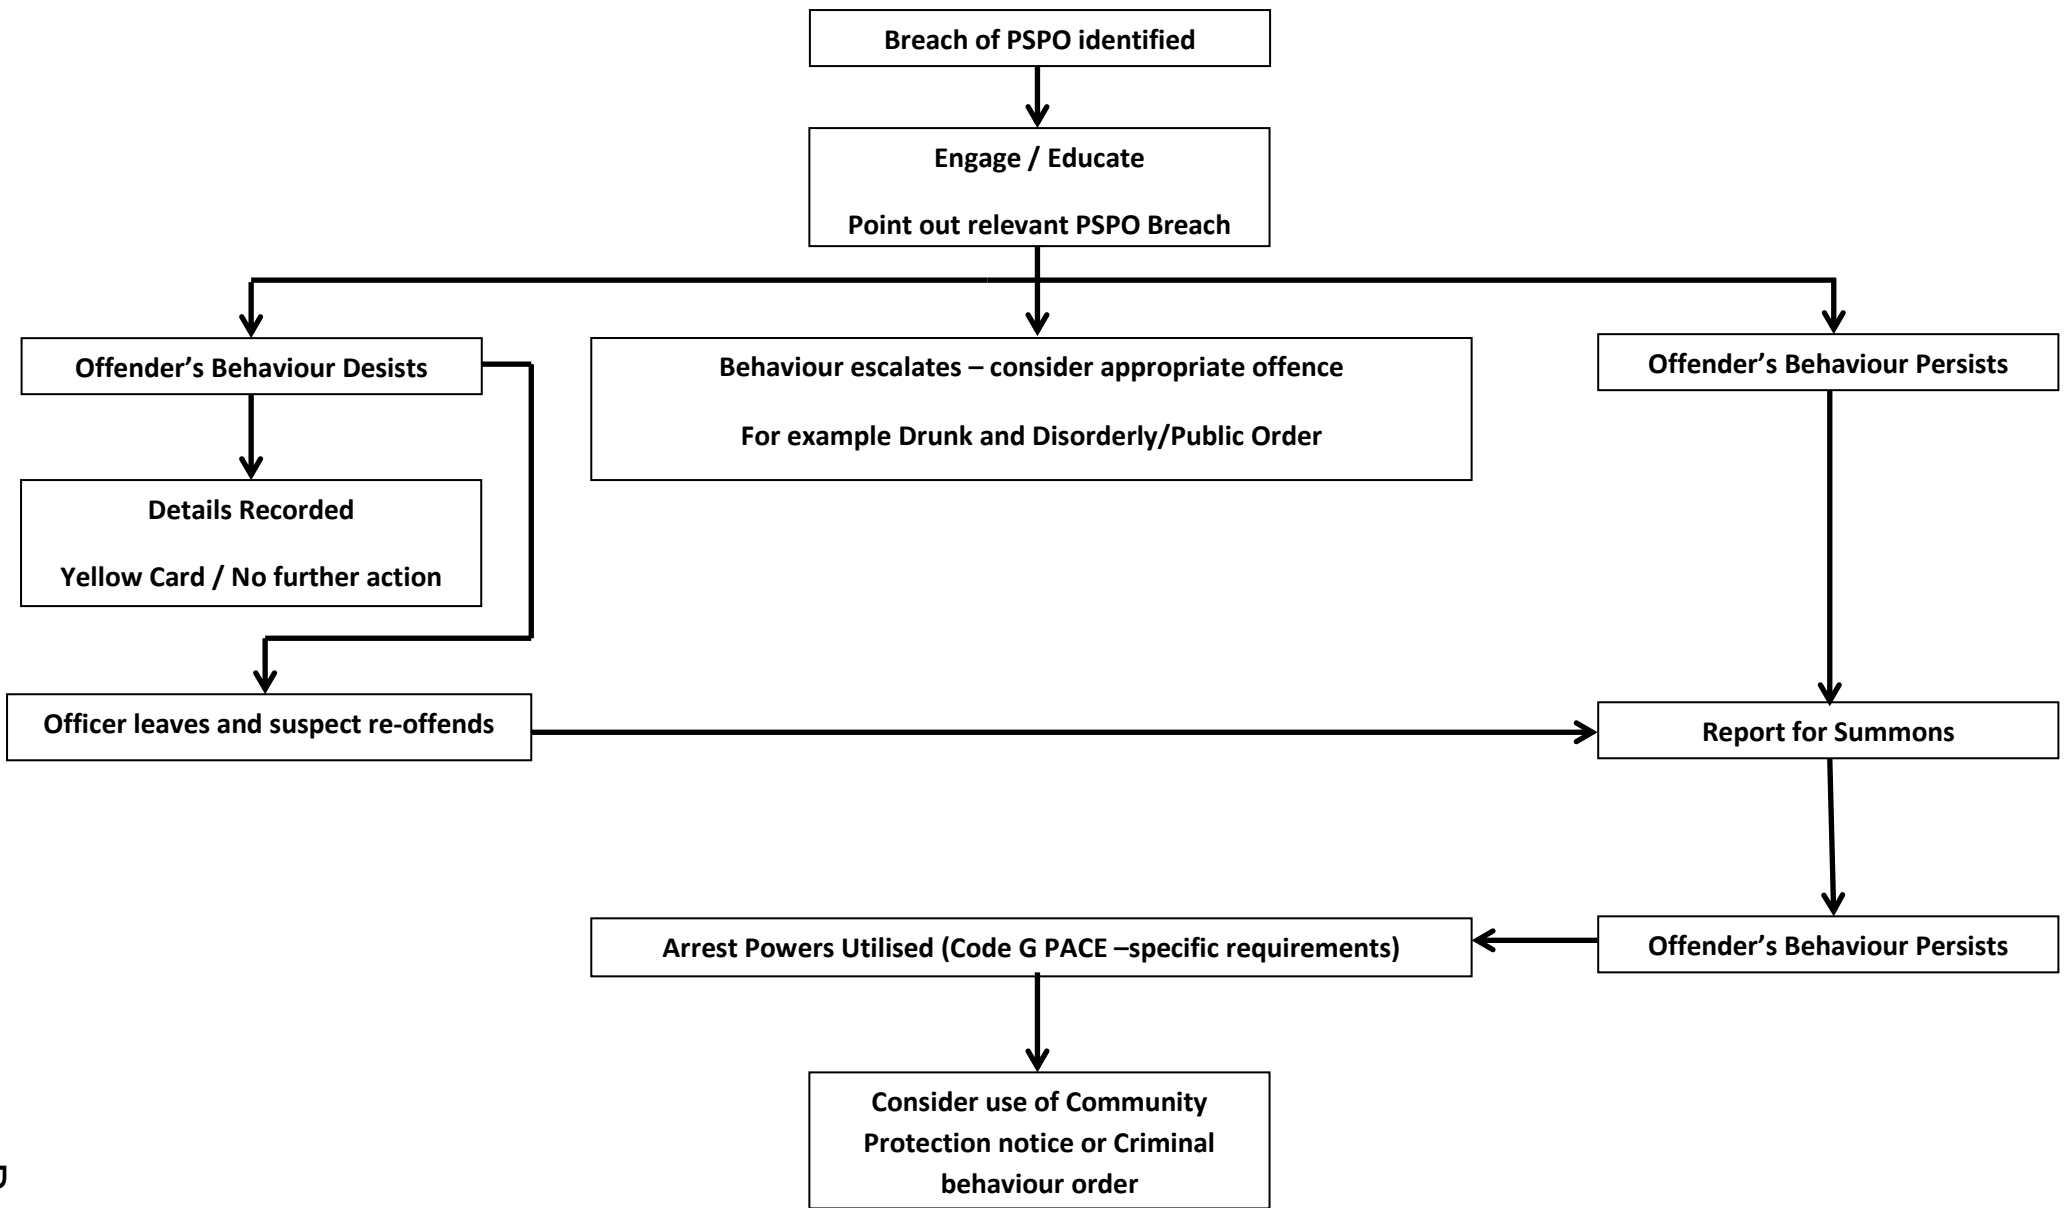 Breach of PSPO identified
Engage / Educate
Point out relevant PSPO Breach
Offender’s Behaviour Desists
Behaviour escalates – consider appropriate offence
For example Drunk and Disorderly/Public Order
Offender’s Behaviour Persists
Details Recorded
Yellow Card / No further action
Officer leaves and suspect re-offends
Report for Summons
Arrest Powers Utilised (Code G PACE –specific requirements)
Offender’s Behaviour Persists
Consider use of Community
Protection notice or Criminal
behaviour order